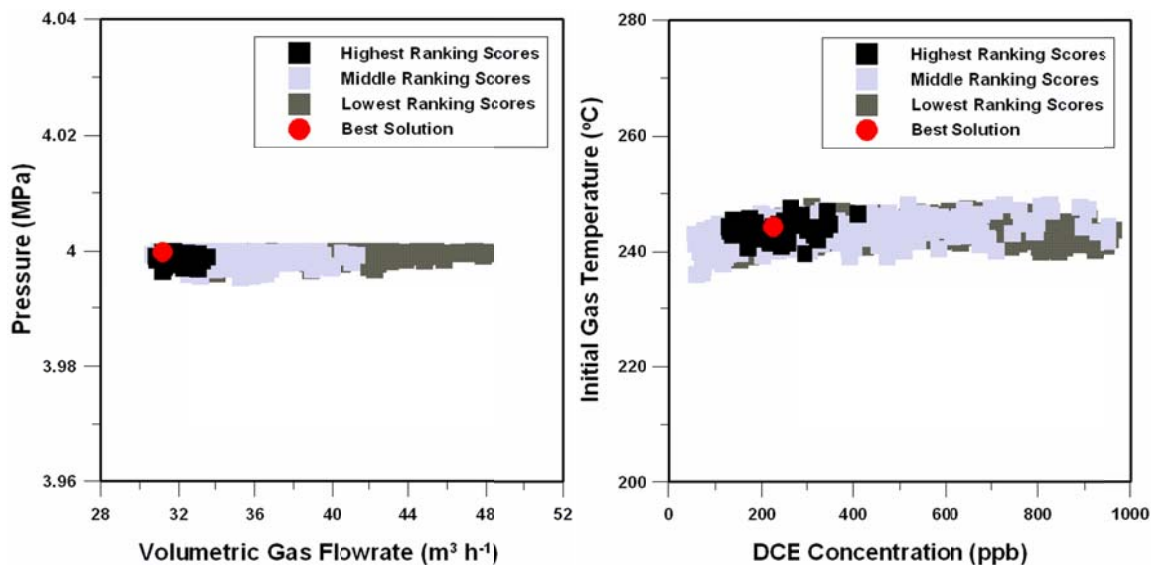 4.04
4.02
4
3.98
3.96
Pressure (MPa)
Highest Ranking Scores
Middle Ranking Scores
Lowest Ranking Scores
Best Solution
28 32 36 40 44 48 52
Volumetric Gas Flowrate (m³ h⁻¹)
280
260
240
220
200
Initial Gas Temperature (ºC)
Highest Ranking Scores
Middle Ranking Scores
Lowest Ranking Scores
Best Solution
0 200 400 600 800 1000
DCE Concentration (ppb)